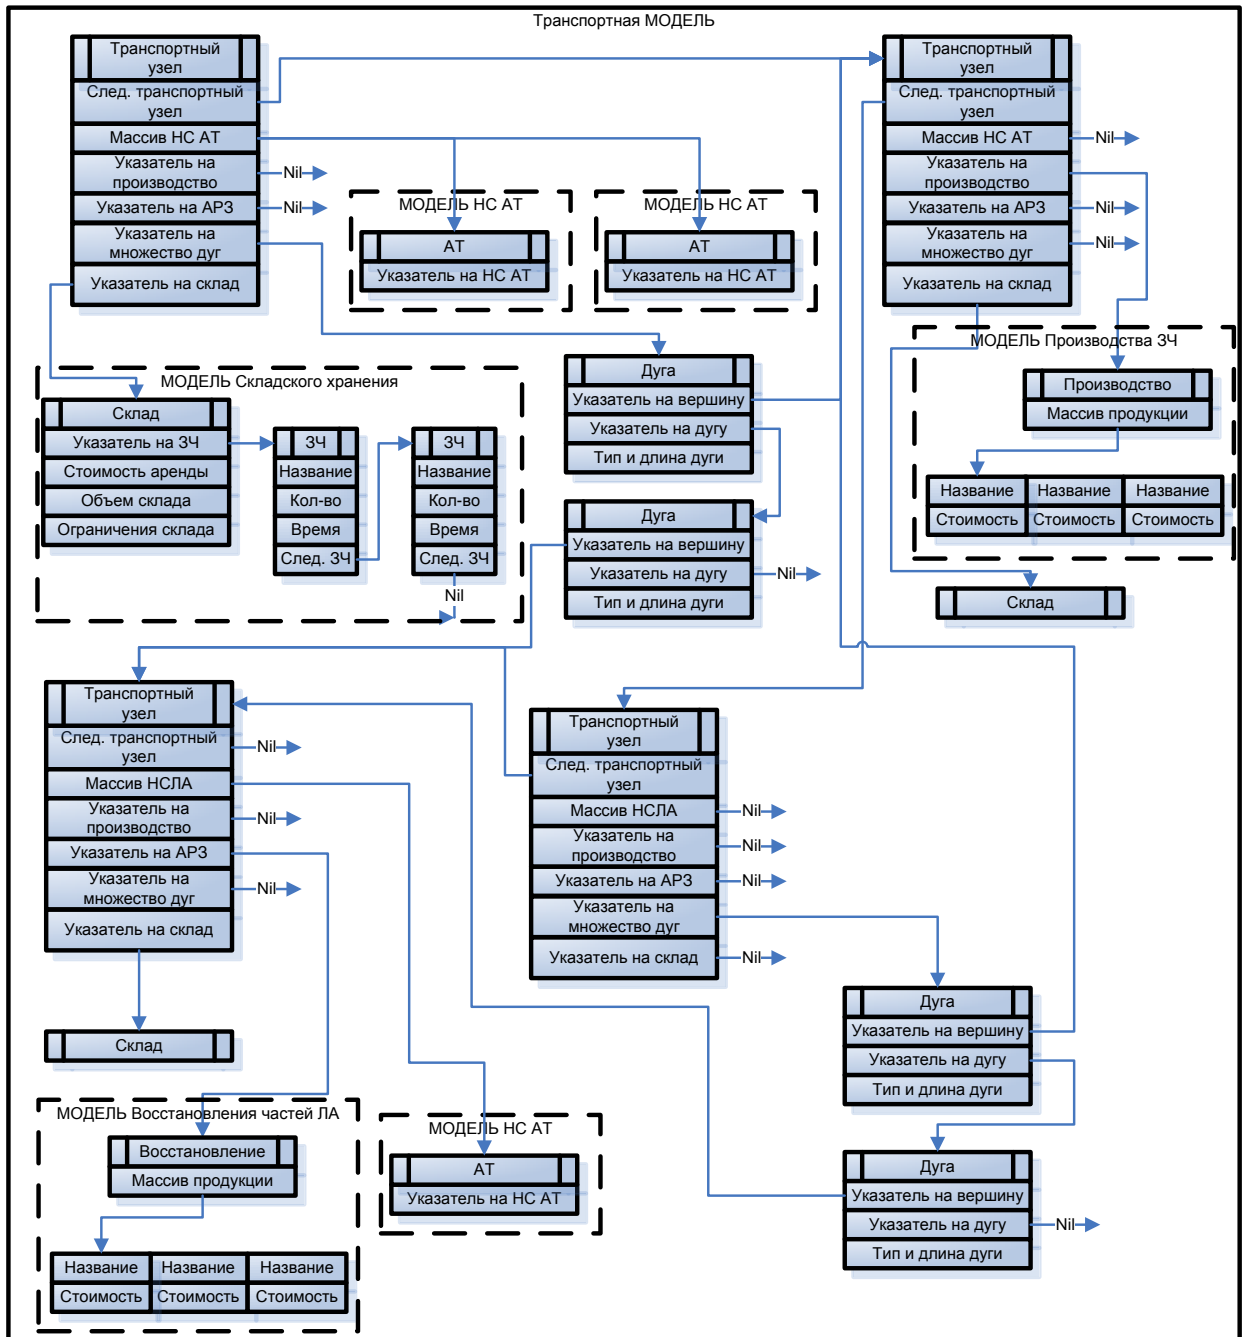 Транспортная МОДЕЛЬ
Транспортный
узел
След. транспортный
узел
Массив НС АТ
Указатель на
производство
Nil
Указатель на АРЗ
Nil
Указатель на
множество дуг
Указатель на склад
МОДЕЛЬ НС АТ
АТ
Указатель на НС АТ
МОДЕЛЬ НС АТ
АТ
Указатель на НС АТ
Транспортный
узел
След. транспортный
узел
Массив НС АТ
Nil
Указатель на
производство
Указатель на АРЗ
Nil
Указатель на
множество дуг
Nil
Указатель на склад
МОДЕЛЬ Складского хранения
Склад
Указатель на ЗЧ
Стоимость аренды
Объем склада
Ограничения склада
ЗЧ
Название
Кол-во
Время
След. ЗЧ
ЗЧ
Название
Кол-во
Время
След. ЗЧ
Nil
Дуга
Указатель на вершину
Указатель на дугу
Тип и длина дуги
Дуга
Указатель на вершину
Указатель на дугу
Nil
Тип и длина дуги
МОДЕЛЬ Производства ЗЧ
Производство
Массив продукции
Название Название Название
Стоимость Стоимость Стоимость
Склад
Транспортный
узел
След. транспортный
узел
Nil
Массив НСЛА
Указатель на
производство
Nil
Указатель на АРЗ
Указатель на
множество дуг
Nil
Указатель на склад
Склад
Транспортный
узел
След. транспортный
узел
Массив НСЛА
Nil
Указатель на
производство
Nil
Указатель на АРЗ
Nil
Указатель на
множество дуг
Указатель на склад
Nil
Дуга
Указатель на вершину
Указатель на дугу
Тип и длина дуги
Дуга
Указатель на вершину
Указатель на дугу
Nil
Тип и длина дуги
МОДЕЛЬ Восстановления частей ЛА
Восстановление
Массив продукции
Название Название Название
Стоимость Стоимость Стоимость
МОДЕЛЬ НС АТ
АТ
Указатель на НС АТ